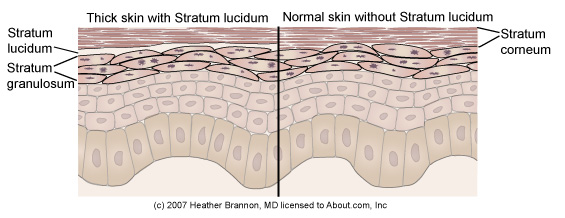 Thick skin with Stratum lucidum
Normal skin without Stratum lucidum
Stratum
lucidum
Stratum
granulosum
Stratum
corneum
(c) 2007 Heather Brannon, MD licensed to About.com, Inc